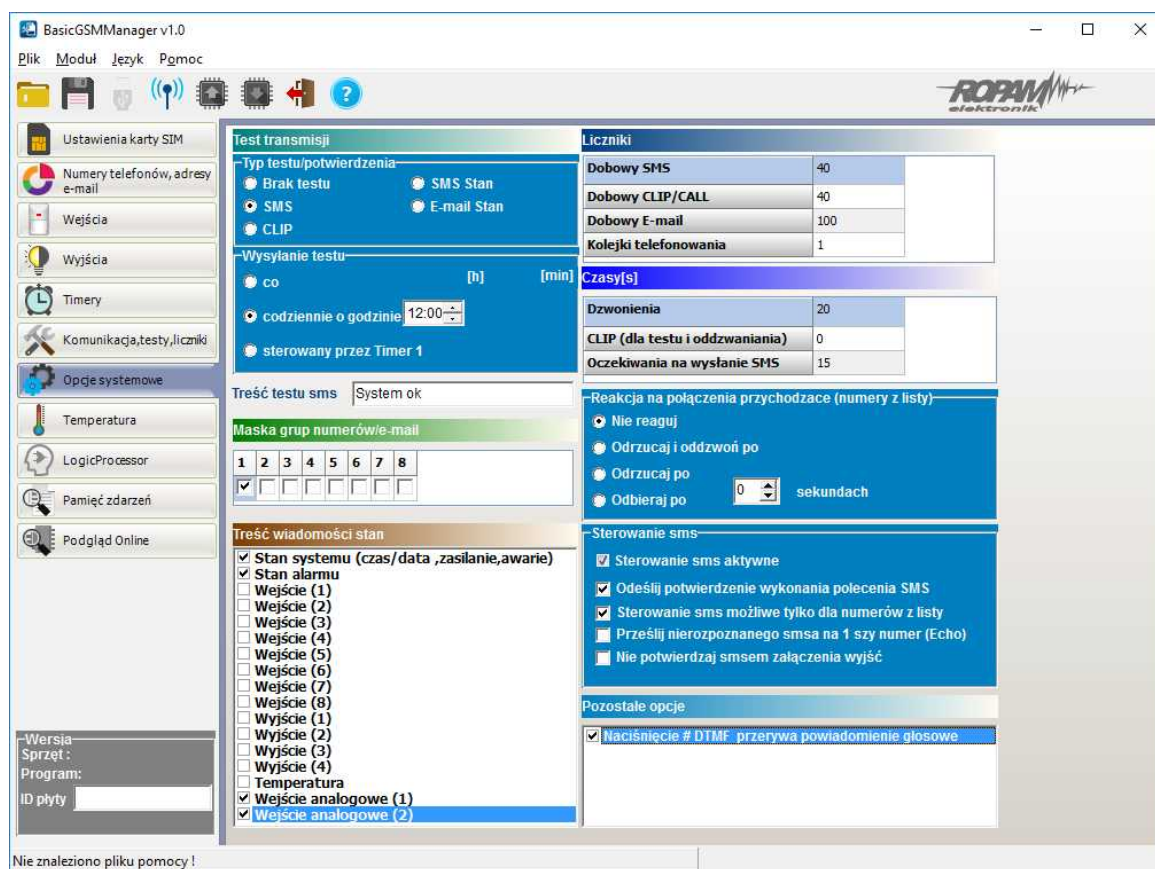 BasicGSMManager v1.0
Plik Moduł Język Pomoc
ROPAM
elektronik
Ustawienia karty SIM
Numery telefonów, adresy
e-mail
Wejścia
Wyjścia
Timery
Komunikacja,testy,liczniki
Opcje systemowe
Temperatura
LogicProcessor
Pamięć zdarzeń
Podgląd Online
Wersja
Sprzęt :
Program:
ID płyty
Test transmisji
Typ testu/potwierdzenia
Brak testu SMS Stan
SMS E-mail Stan
CLIP
Wysyłanie testu
co [h] [min]
codziennie o godzinie 12:00
sterowany przez Timer 1
Treść testu sms System ok
Maska grup numerów/e-mail
1 2 3 4 5 6 7 8
Treść wiadomości stan
Stan systemu (czas/data ,zasilanie,awarie)
Stan alarmu
Wejście (1)
Wejście (2)
Wejście (3)
Wejście (4)
Wejście (5)
Wejście (6)
Wejście (7)
Wejście (8)
Wyjście (1)
Wyjście (2)
Wyjście (3)
Wyjście (4)
Temperatura
Wejście analogowe (1)
Wejście analogowe (2)
Liczniki
Dobowy SMS 40
Dobowy CLIP/CALL 40
Dobowy E-mail 100
Kolejki telefonowania 1
Czasy[s]
Dzwonienia 20
CLIP (dla testu i oddzwaniania) 0
Oczekiwania na wysłanie SMS 15
Reakcja na połączenia przychodzace (numery z listy)
Nie reaguj
Odrzucaj i oddzwoń po
Odrzucaj po
Odbieraj po
0 sekundach
Sterowanie sms
Sterowanie sms aktywne
Odeślij potwierdzenie wykonania polecenia SMS
Sterowanie sms możliwe tylko dla numerów z listy
Prześlij nierozpoznanego smsa na 1 szy numer (Echo)
Nie potwierdzaj smsem załączenia wyjść
Pozostałe opcje
Naciśnięcie # DTMF przerywa powiadomienie głosowe
Nie znaleziono pliku pomocy !